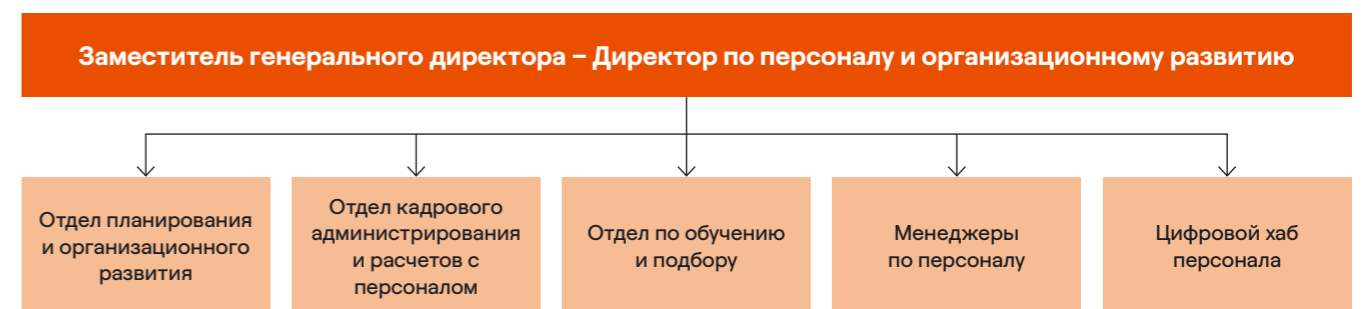 Заместитель генерального директора – Директор по персоналу и организационному развитию
Отдел планирования
и организационного
развития
Отдел кадрового
администрирования
и расчетов с
персоналом
Отдел по обучению
и подбору
Менеджеры
по персоналу
Цифровой хаб
персонала